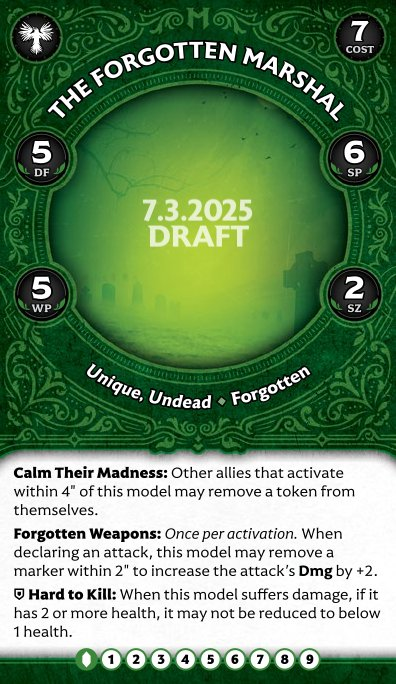 7
COST
THE FORGOTTEN MARSHAL
5
DF
6
SP
7.3.2025
DRAFT
5
WP
2
SZ
Unique, Undead ◆ Forgotten
Calm Their Madness: Other allies that activate
within 4" of this model may remove a token from
themselves.
Forgotten Weapons: Once per activation. When
declaring an attack, this model may remove a
marker within 2" to increase the attack's Dmg by +2.
Hard to Kill: When this model suffers damage, if it
has 2 or more health, it may not be reduced to below
1 health.
1 2 3 4 5 6 7 8 9